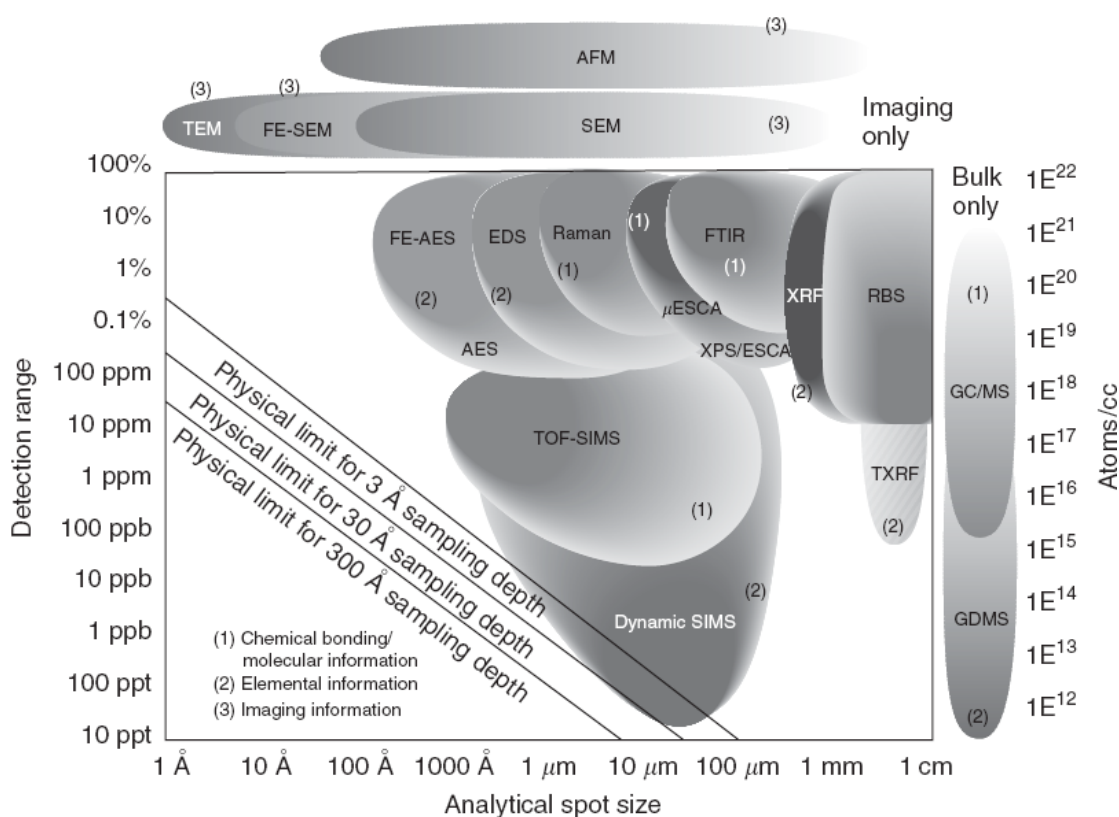 (3)
AFM
(3)
(3)
TEM
FE-SEM
SEM
(3)
Imaging
only
100%
10%
1%
0.1%
100 ppm
10 ppm
1 ppm
100 ppb
10 ppb
1 ppb
100 ppt
10 ppt
Detection range
FE-AES
(2)
AES
EDS
(2)
Raman
(1)
(1)
μESCA
FTIR
(1)
XPS/ESCA
XRF
(2)
RBS
TOF-SIMS
(1)
TXRF
(2)
Dynamic SIMS
(2)
Physical limit for 3 Å sampling depth
Physical limit for 30 Å sampling depth
Physical limit for 300 Å sampling depth
(1) Chemical bonding/
molecular information
(2) Elemental information
(3) Imaging information
Bulk
only
(1)
GC/MS
GDMS
(2)
1E22
1E21
1E20
1E19
1E18
1E17
1E16
1E15
1E14
1E13
1E12
Atoms/cc
1 Å
10 Å
100 Å
1000 Å
1 μm
10 μm
100 μm
1 mm
1 cm
Analytical spot size